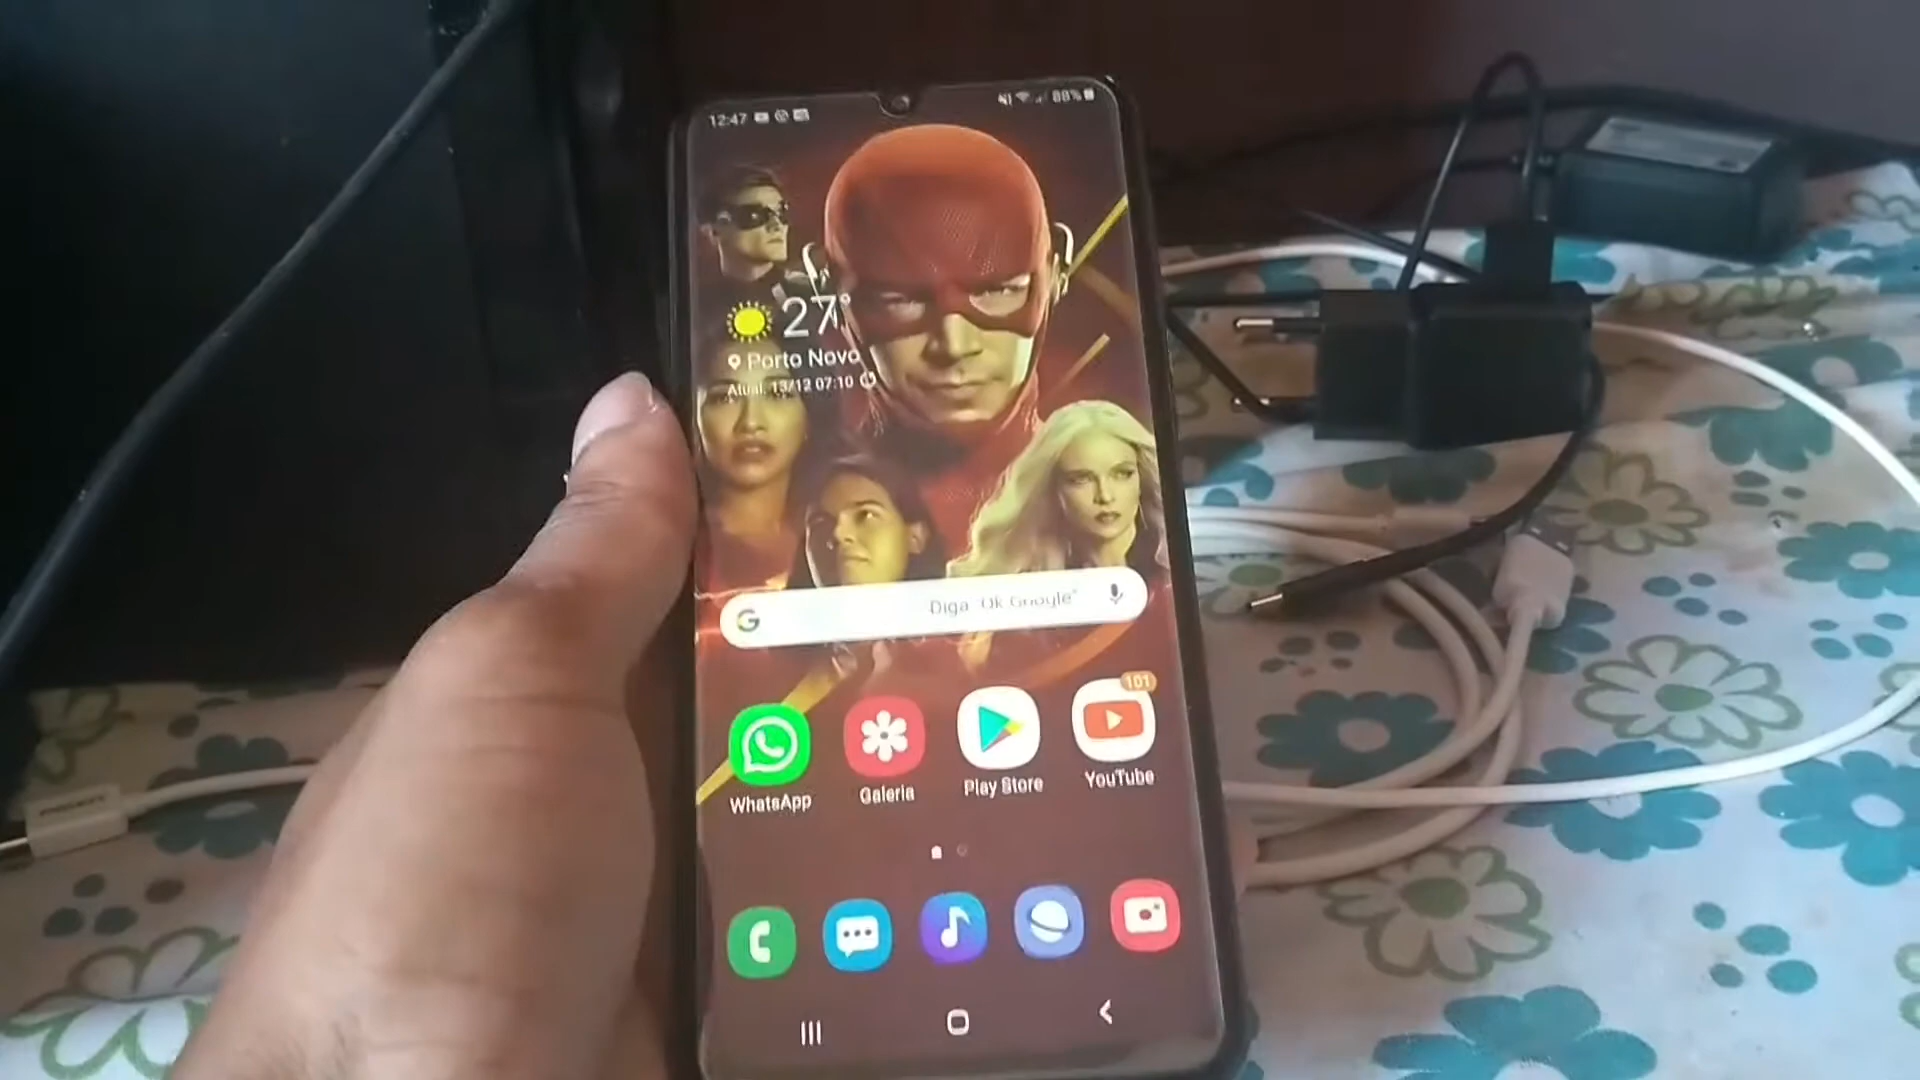 12:47
88%
27°
Porto Novo
Atual. 13/12 07:10
G
Diga "Ok Google"
101
WhatsApp
Galeria
Play Store
YouTube